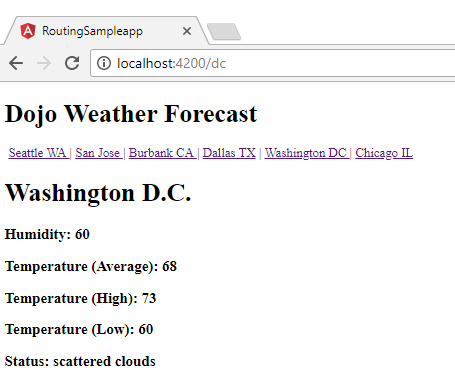 RoutingSampleapp
localhost:4200/dc
Dojo Weather Forecast
Seattle WA | San Jose | Burbank CA | Dallas TX | Washington DC | Chicago IL
Washington D.C.
Humidity: 60
Temperature (Average): 68
Temperature (High): 73
Temperature (Low): 60
Status: scattered clouds